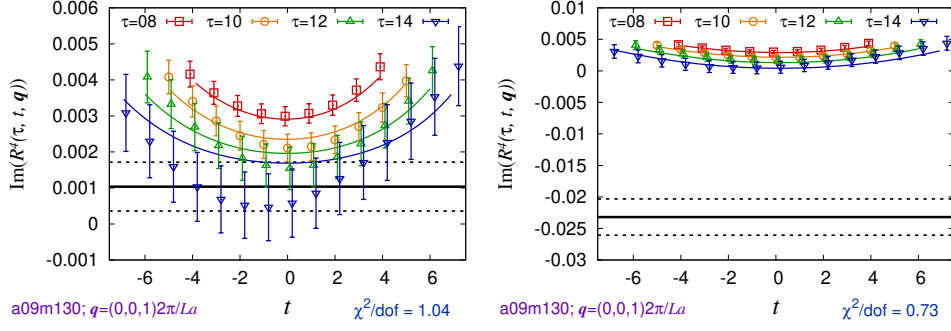 τ=08 τ=10 τ=12 τ=14
0.006
0.005
0.004
0.003
0.002
0.001
0
-0.001
Im(R⁴(τ, t, q))
-6 -4 -2 0 2 4 6
a09m130; q=(0,0,1)2π/La t χ²/dof = 1.04
τ=08 τ=10 τ=12 τ=14
0.01
0.005
0
-0.005
-0.01
-0.015
-0.02
-0.025
-0.03
Im(R⁴(τ, t, q))
-6 -4 -2 0 2 4 6
a09m130; q=(0,0,1)2π/La t χ²/dof = 0.73